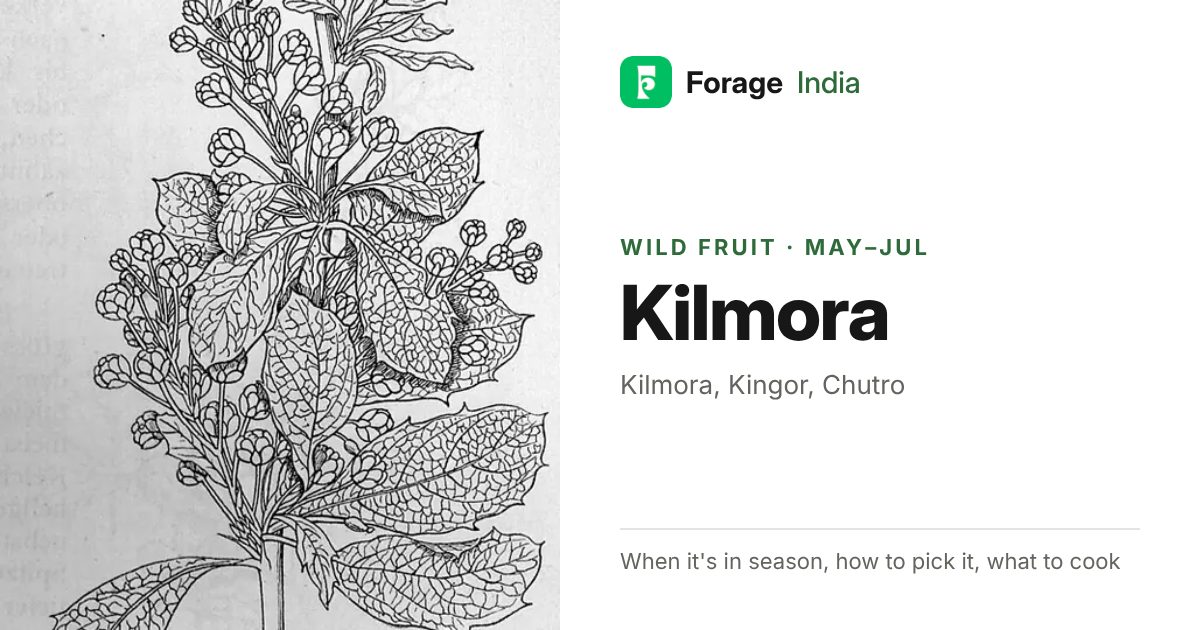 Forage India
WILD FRUIT · MAY–JUL
Kilmora
Kilmora, Kingor, Chutro
When it's in season, how to pick it, what to cook